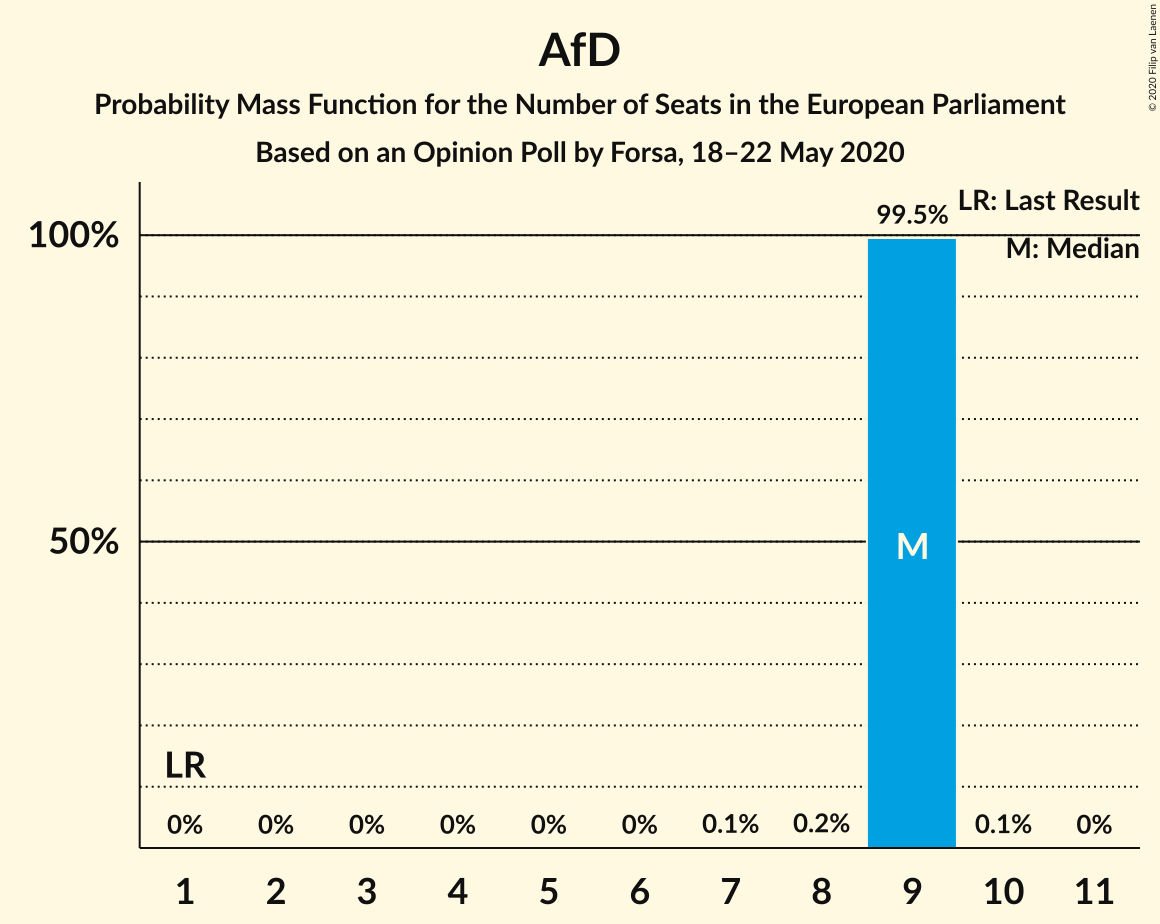 AfD
Probability Mass Function for the Number of Seats in the European Parliament
Based on an Opinion Poll by Forsa, 18–22 May 2020
© 2020 Filip van Laenen
LR: Last Result
M: Median
99.5%
100%
50%
M
LR
0% 0% 0% 0% 0% 0% 0.1% 0.2% 0.1% 0%
1 2 3 4 5 6 7 8 9 10 11